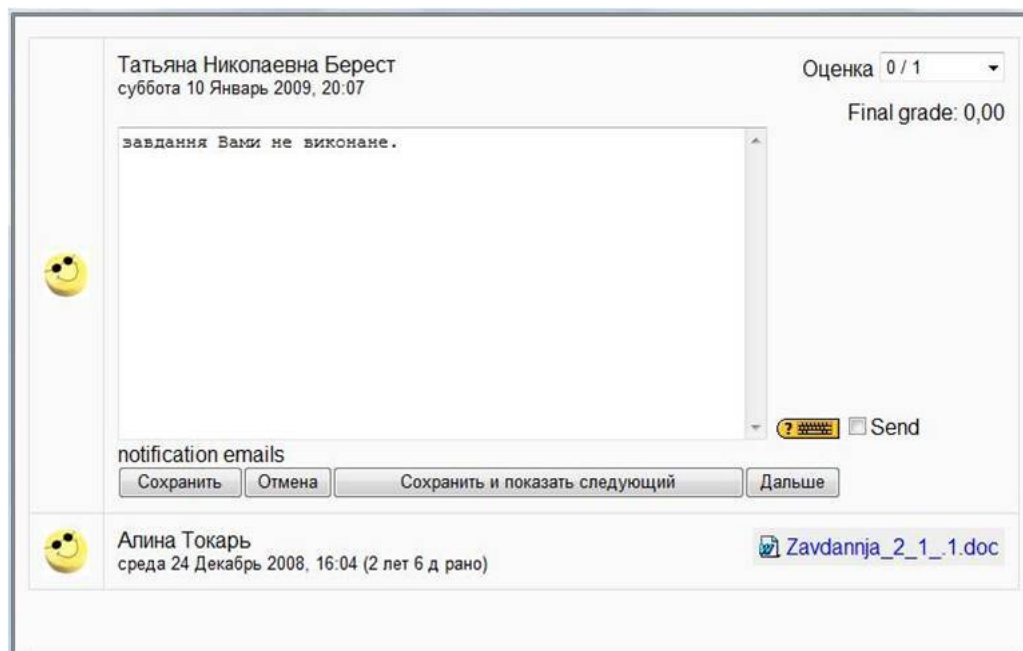 Татьяна Николаевна Берест
суббота 10 Январь 2009, 20:07
Оценка 0 / 1
Final grade: 0,00
завдання Вами не виконане.
? Send
notification emails
Сохранить Отмена Сохранить и показать следующий Дальше
Алина Токарь
среда 24 Декабрь 2008, 16:04 (2 лет 6 д рано)
Zavdannja_2_1_.1.doc